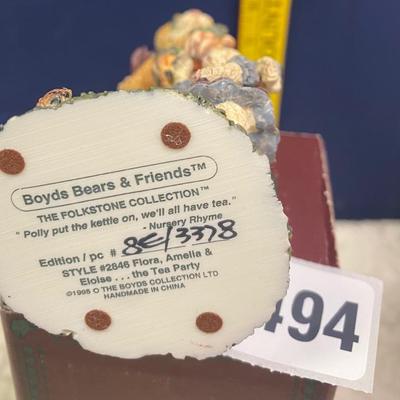 Boyds Bears & Friends™
THE FOLKSTONE COLLECTION™
" Polly put the kettle on, we'll all have tea."
- Nursery Rhyme
Edition / pc # 8E/3378
STYLE #2846 Flora, Amelia &
Eloise . . . the Tea Party
©1995 © THE BOYDS COLLECTION LTD
HANDMADE IN CHINA
494